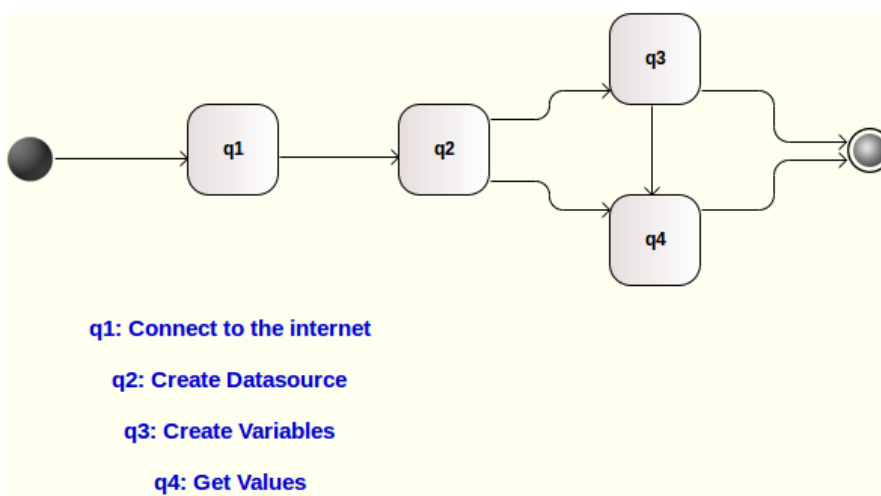 q3
q1
q2
q4
q1: Connect to the internet
q2: Create Datasource
q3: Create Variables
q4: Get Values